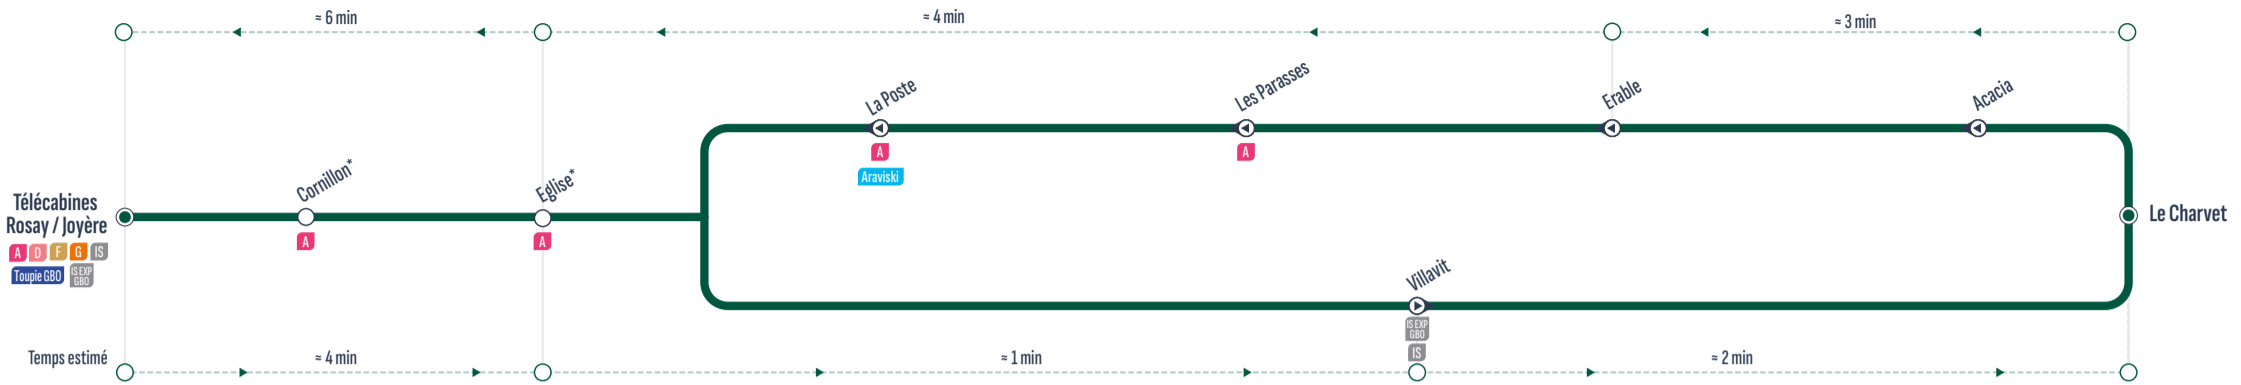 ≈ 6 min
≈ 4 min
≈ 3 min
La Poste
A
Araviski
Les Parasses
A
Erable
Acacia
Télécabines
Rosay / Joyère
A D F G IS
Toupie GBO
IS EXP
GBO
Cornillon*
A
Eglise*
A
Le Charvet
Villavit
IS EXP
GBO
IS
Temps estimé
≈ 4 min
≈ 1 min
≈ 2 min